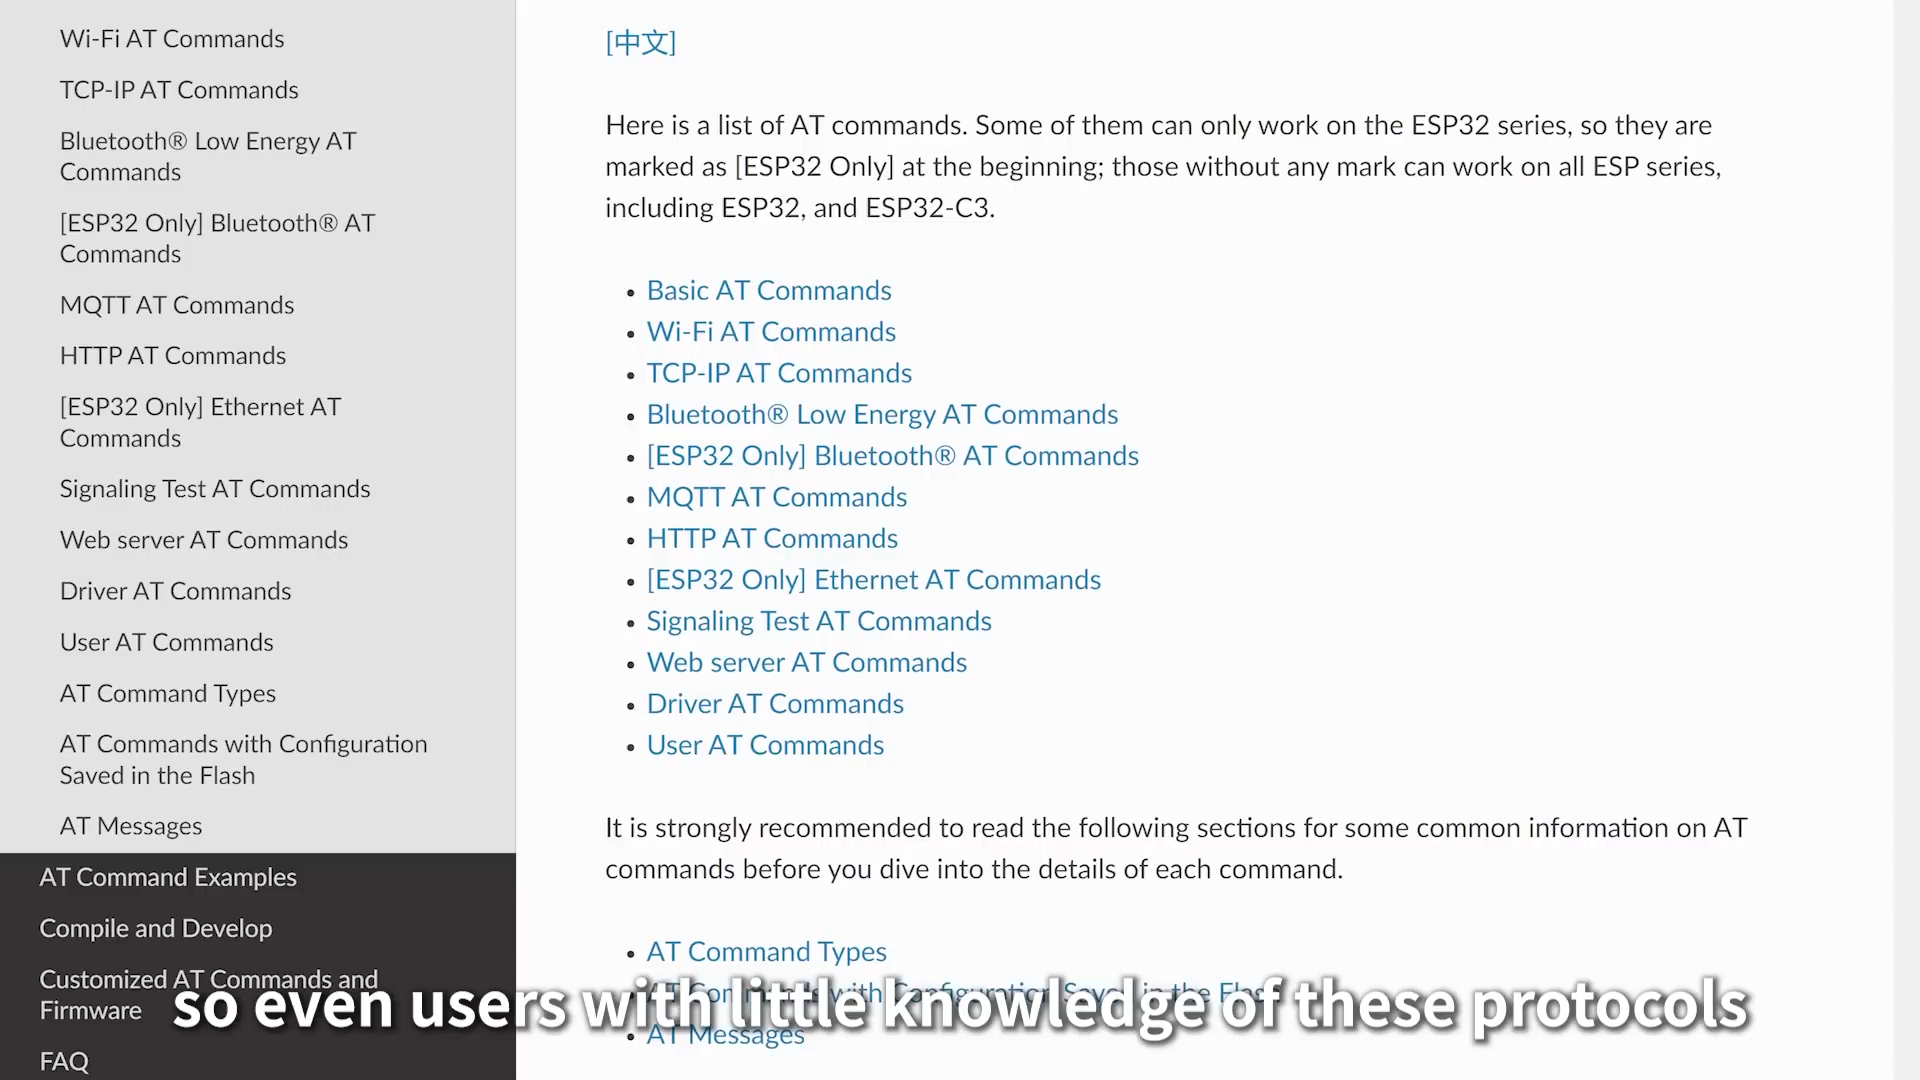 Wi-Fi AT Commands
TCP-IP AT Commands
Bluetooth® Low Energy AT
Commands
[ESP32 Only] Bluetooth® AT
Commands
MQTT AT Commands
HTTP AT Commands
[ESP32 Only] Ethernet AT
Commands
Signaling Test AT Commands
Web server AT Commands
Driver AT Commands
User AT Commands
AT Command Types
AT Commands with Configuration
Saved in the Flash
AT Messages
AT Command Examples
Compile and Develop
Customized AT Commands and
Firmware
FAQ
[中文]
Here is a list of AT commands. Some of them can only work on the ESP32 series, so they are
marked as [ESP32 Only] at the beginning; those without any mark can work on all ESP series,
including ESP32, and ESP32-C3.
• Basic AT Commands
• Wi-Fi AT Commands
• TCP-IP AT Commands
• Bluetooth® Low Energy AT Commands
• [ESP32 Only] Bluetooth® AT Commands
• MQTT AT Commands
• HTTP AT Commands
• [ESP32 Only] Ethernet AT Commands
• Signaling Test AT Commands
• Web server AT Commands
• Driver AT Commands
• User AT Commands
It is strongly recommended to read the following sections for some common information on AT
commands before you dive into the details of each command.
• AT Command Types
• AT Commands with Configuration Saved in the Flash
• AT Messages
so even users with little knowledge of these protocols